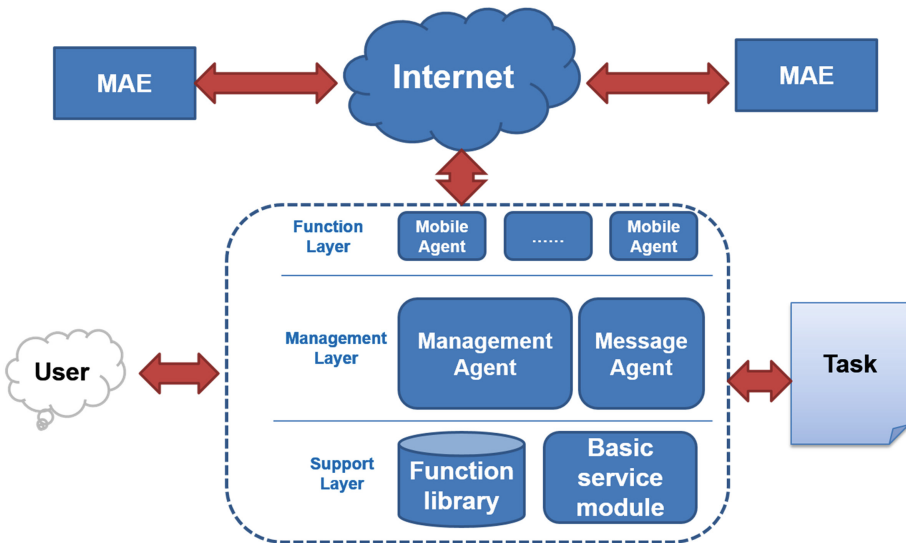 MAE
Internet
MAE
Function
Layer
Mobile
Agent
......
Mobile
Agent
Management
Layer
Management
Agent
Message
Agent
User
Task
Support
Layer
Function
library
Basic
service
module